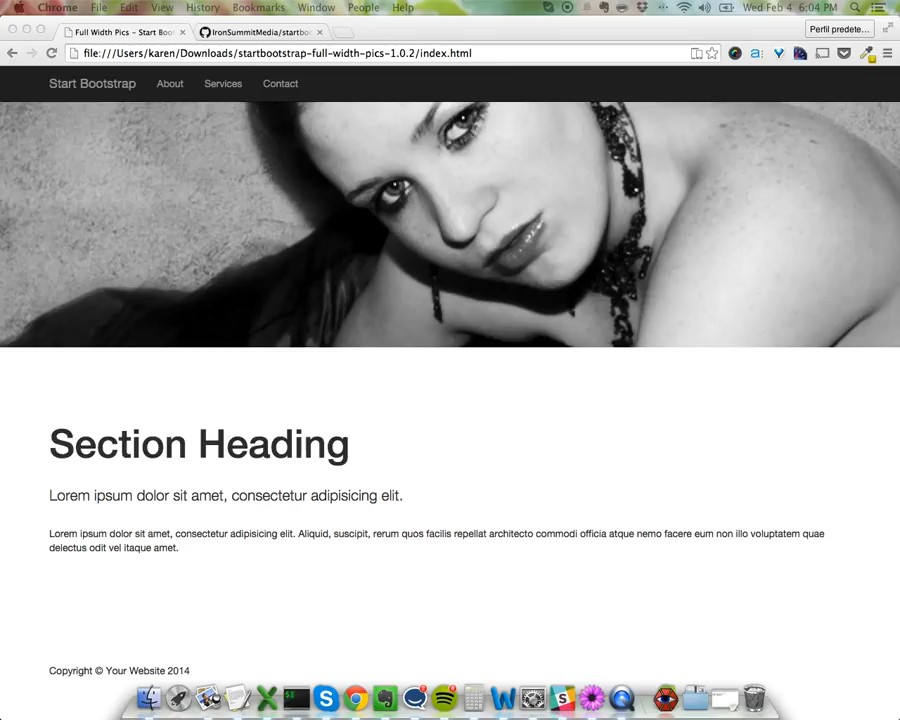 Chrome File Edit View History Bookmarks Window People Help Wed Feb 4 6:04 PM
Full Width Pics – Start Boo IronSummitMedia/startbo Perfil predete...
file:///Users/karen/Downloads/startbootstrap-full-width-pics-1.0.2/index.html
Start Bootstrap About Services Contact
Section Heading
Lorem ipsum dolor sit amet, consectetur adipisicing elit.
Lorem ipsum dolor sit amet, consectetur adipisicing elit. Aliquid, suscipit, rerum quos facilis repellat architecto commodi officia atque nemo facere eum non illo voluptatem quae
delectus odit vel itaque amet.
Copyright © Your Website 2014